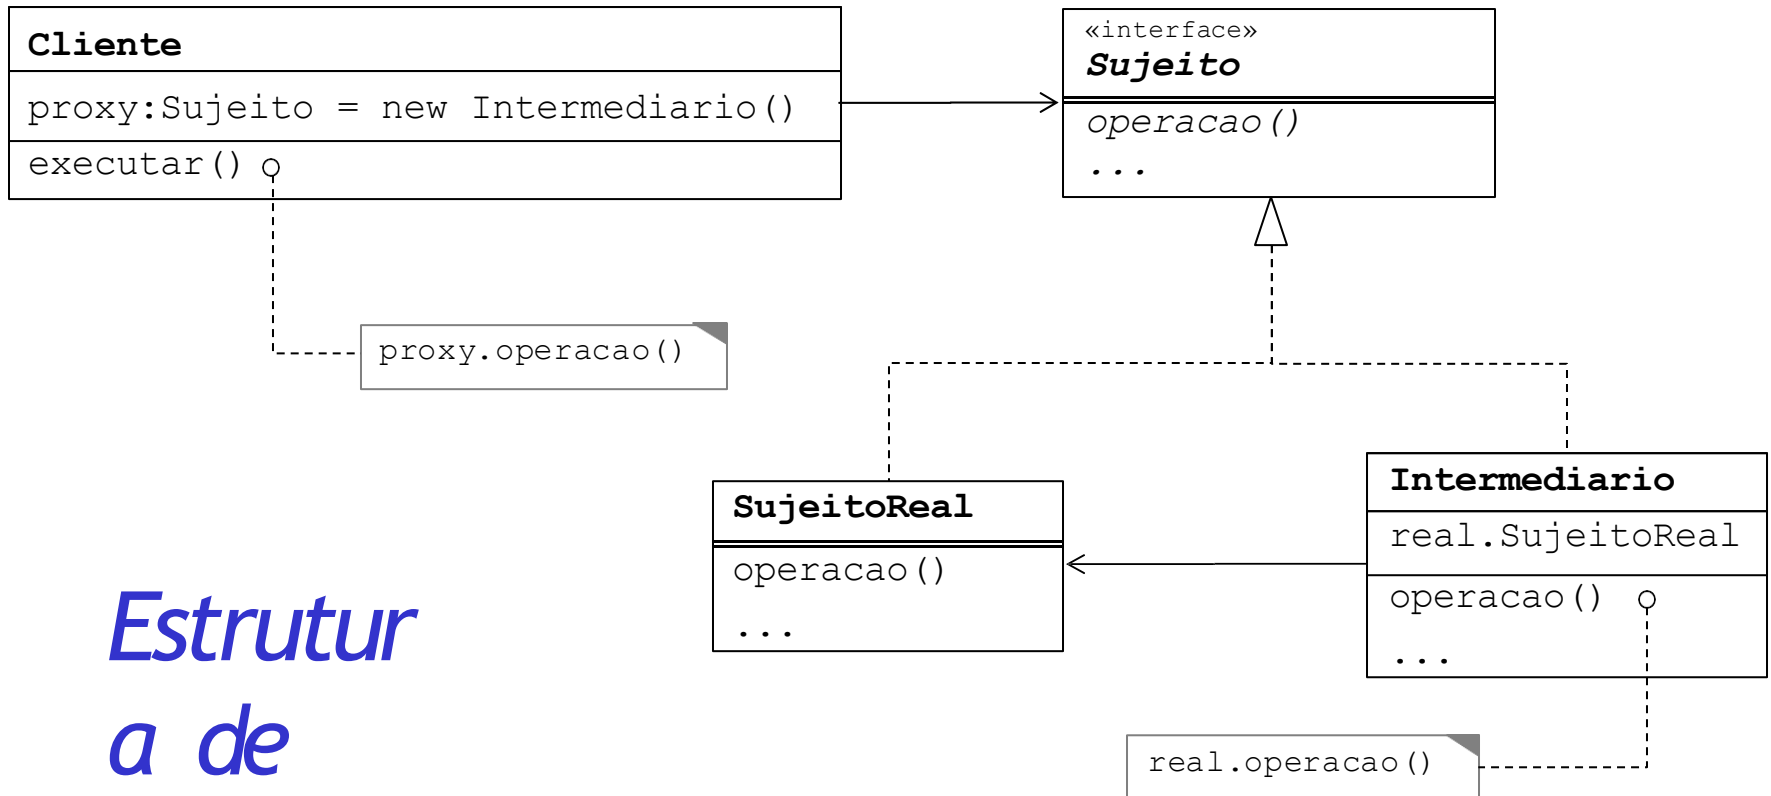 Cliente
proxy:Sujeito = new Intermediario()
executar()
«interface»
Sujeito
operacao()
...
proxy.operacao()
SujeitoReal
operacao()
...
Intermediario
real.SujeitoReal
operacao()
...
real.operacao()
Estrutur
a de